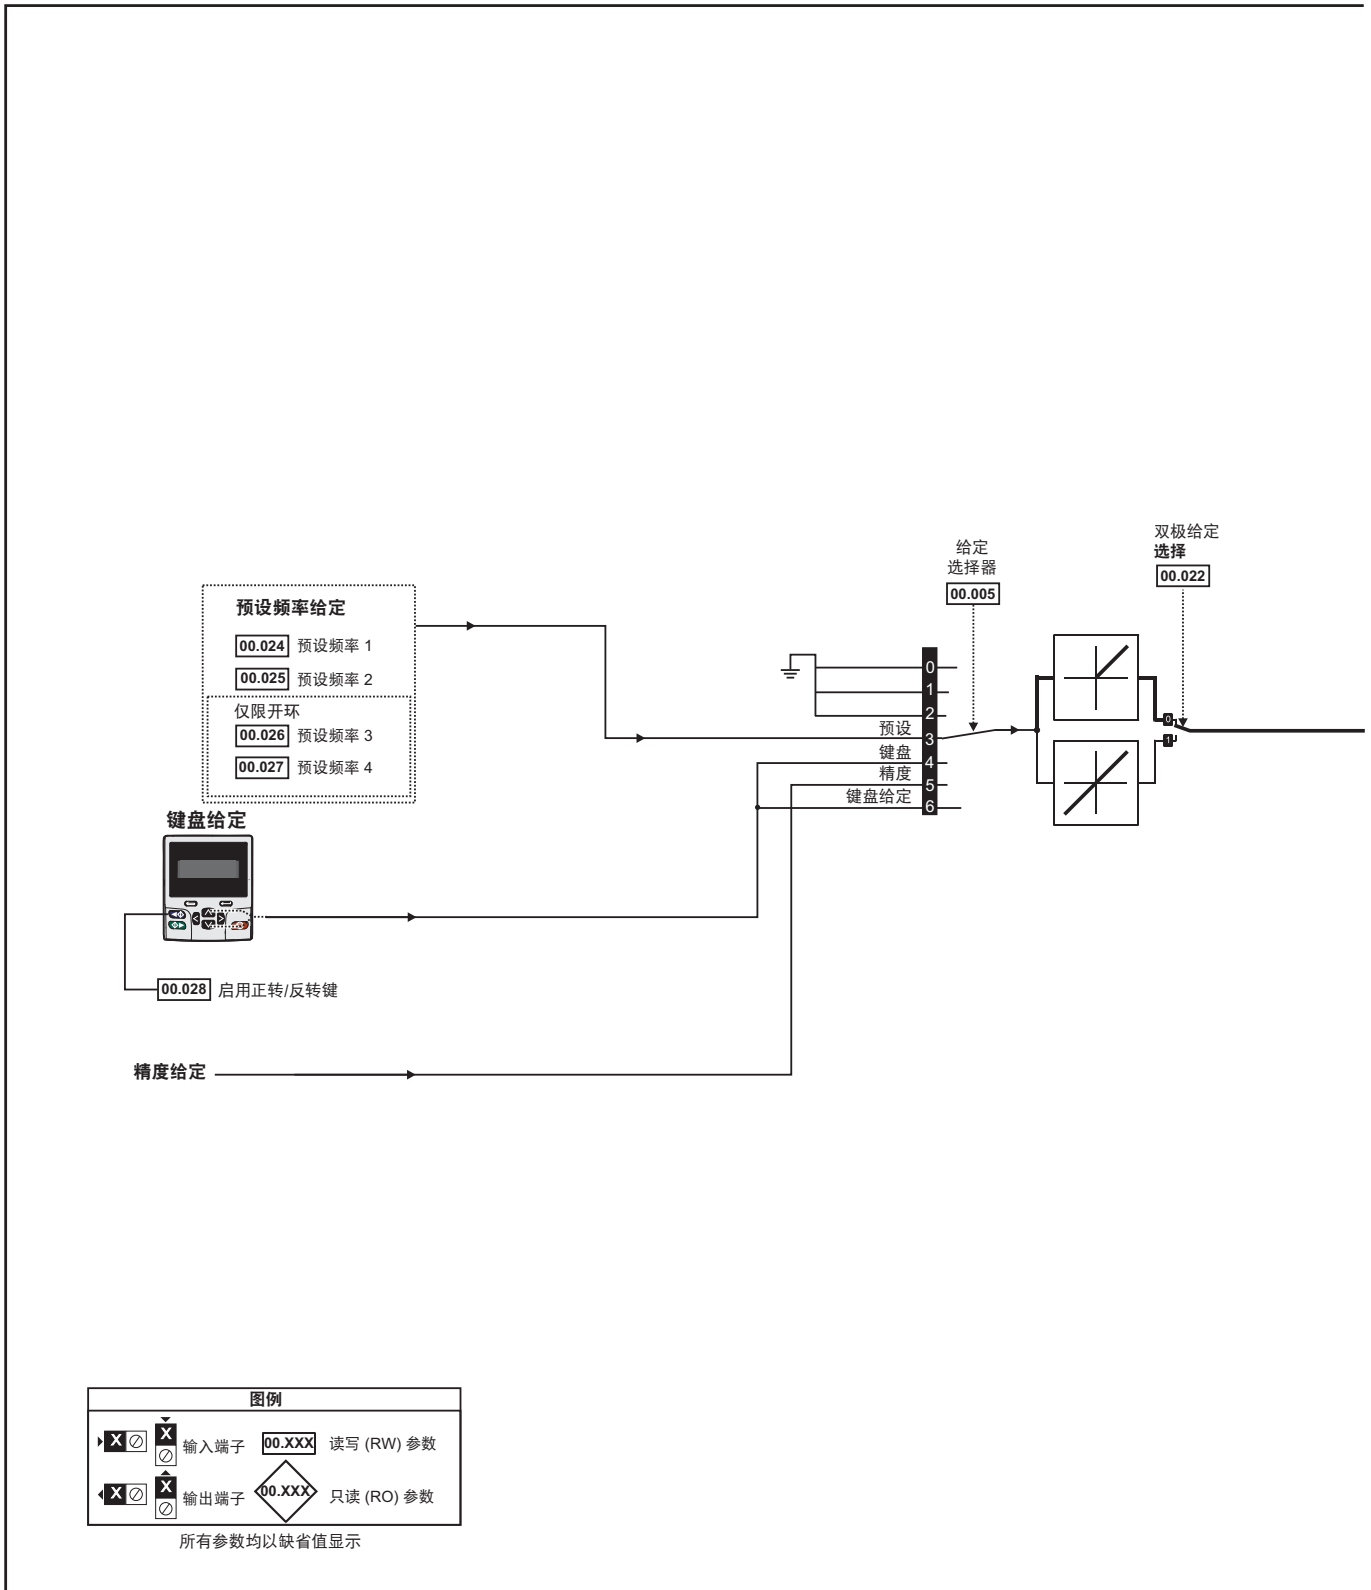 双极给定
选择
00.022
给定
选择器
00.005
预设频率给定
00.024 预设频率 1
00.025 预设频率 2
仅限开环
00.026 预设频率 3
00.027 预设频率 4
0
1
2
预设 3
键盘 4
精度 5
键盘给定 6
0
1
键盘给定
00.028 启用正转/反转键
精度给定
图例
X X 输入端子 00.XXX 读写 (RW) 参数
X X 输出端子 00.XXX 只读 (RO) 参数
所有参数均以缺省值显示